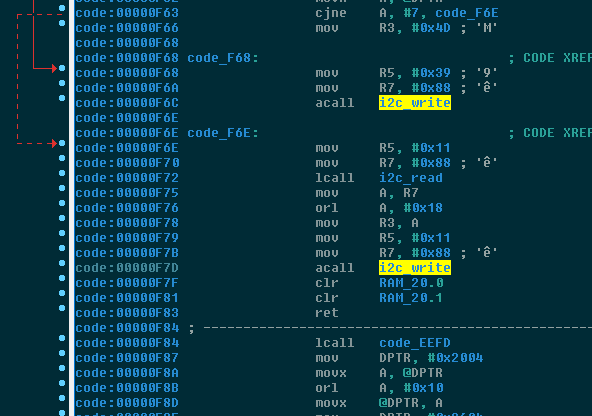 code:00000F63 cjne A, #7, code_F6E
code:00000F66 mov R3, #0x4D ; 'M'
code:00000F68
code:00000F68 code_F68: ; CODE XREF
code:00000F68 mov R5, #0x39 ; '9'
code:00000F6A mov R7, #0x88 ; 'ê'
code:00000F6C acall i2c_write
code:00000F6E
code:00000F6E code_F6E: ; CODE XREF
code:00000F6E mov R5, #0x11
code:00000F70 mov R7, #0x88 ; 'ê'
code:00000F72 lcall i2c_read
code:00000F75 mov A, R7
code:00000F76 orl A, #0x18
code:00000F78 mov R3, A
code:00000F79 mov R5, #0x11
code:00000F7B mov R7, #0x88 ; 'ê'
code:00000F7D acall i2c_write
code:00000F7F clr RAM_20.0
code:00000F81 clr RAM_20.1
code:00000F83 ret
code:00000F84 ; ---------------------------------------------------
code:00000F84 lcall code_EEFD
code:00000F87 mov DPTR, #0x2004
code:00000F8A movx A, @DPTR
code:00000F8B orl A, #0x10
code:00000F8D movx @DPTR, A